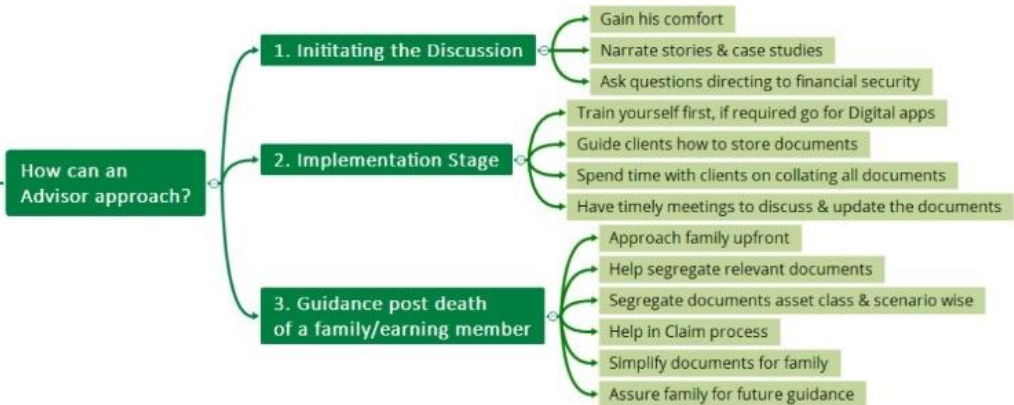 How can an
Advisor approach?
1. Inititating the Discussion
Gain his comfort
Narrate stories & case studies
Ask questions directing to financial security
2. Implementation Stage
Train yourself first, if required go for Digital apps
Guide clients how to store documents
Spend time with clients on collating all documents
Have timely meetings to discuss & update the documents
3. Guidance post death
of a family/earning member
Approach family upfront
Help segregate relevant documents
Segregate documents asset class & scenario wise
Help in Claim process
Simplify documents for family
Assure family for future guidance